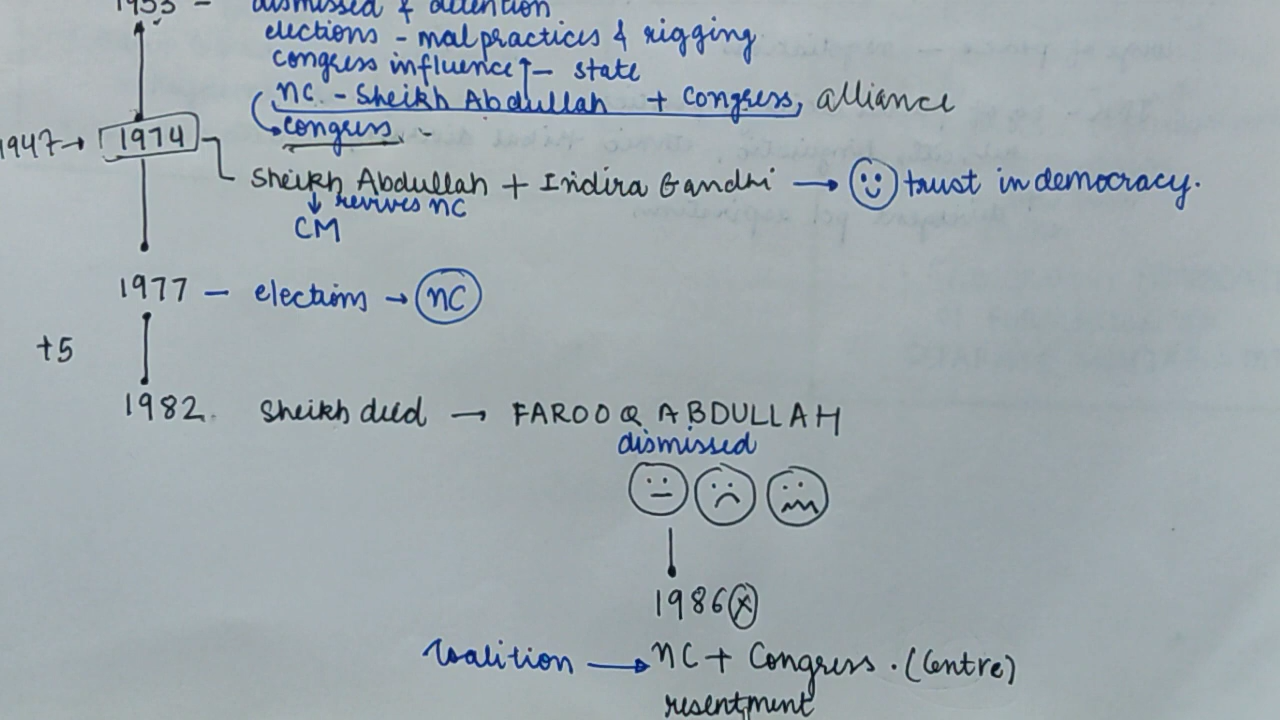 1953 - dismissed & detention
elections - malpractices & rigging
congress influence ↑ - state
NC - Sheikh Abdullah + Congress, alliance
congress. -
1947 → 1974
Sheikh Abdullah + Indira Gandhi → trust in democracy.
↓ revives NC
CM
1977 - elections → NC
+5
1982. Sheikh died → FAROOQ ABDULLAH
dismissed
1986 x
Coalition → NC + Congress. (Centre)
resentment